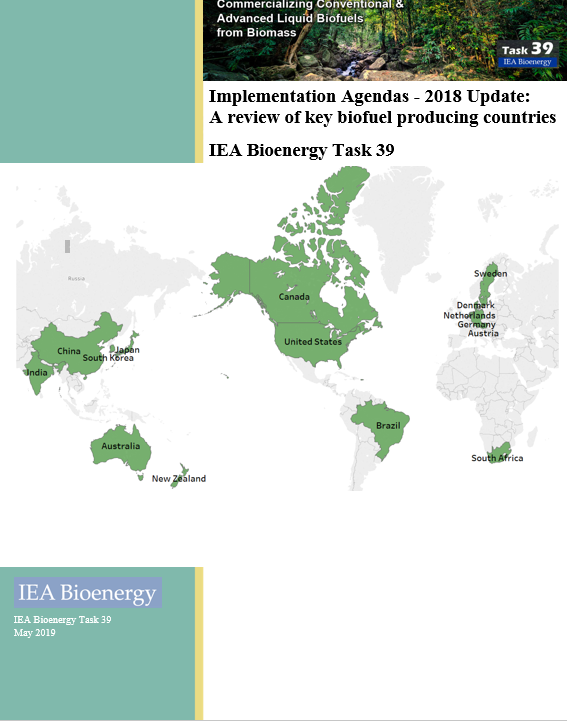 Commercializing Conventional &
Advanced Liquid Biofuels
from Biomass
Task 39
IEA Bioenergy
Implementation Agendas - 2018 Update:
A review of key biofuel producing countries
IEA Bioenergy Task 39
Russia
Sweden
Canada
Denmark
Netherlands
Germany
Austria
United States
China
Japan
South Korea
India
Brazil
Australia
South Africa
New Zealand
IEA Bioenergy
IEA Bioenergy Task 39
May 2019